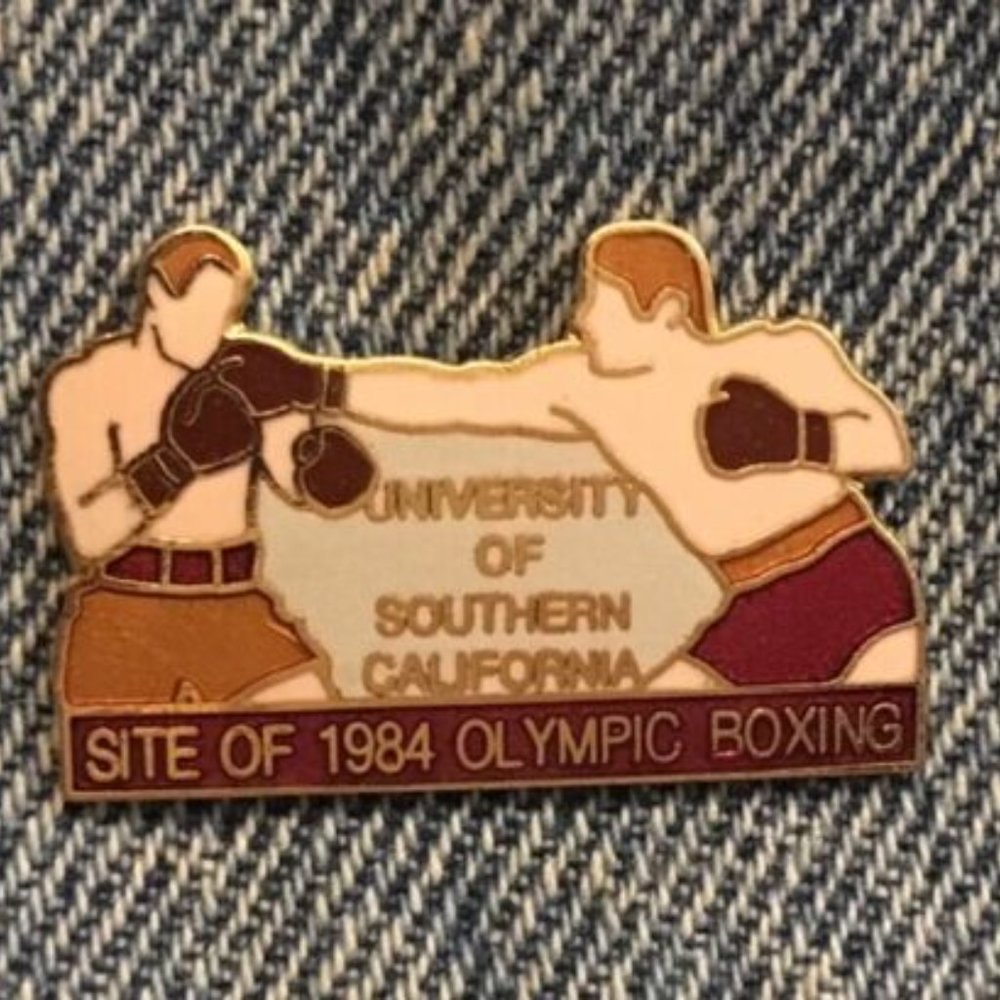 UNIVERSITY
OF
SOUTHERN
CALIFORNIA
SITE OF 1984 OLYMPIC BOXING